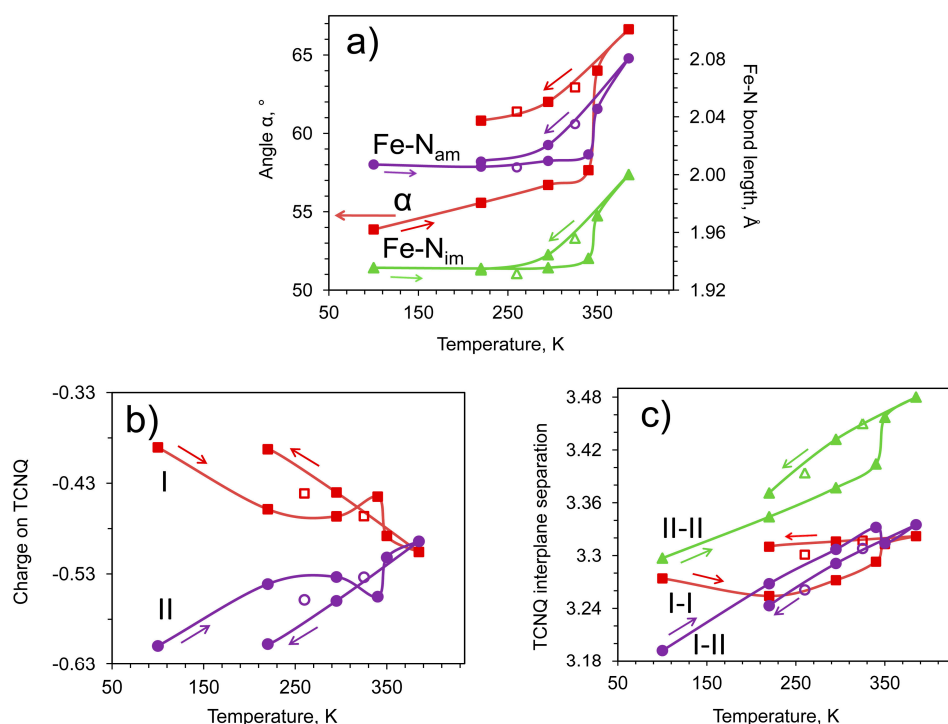 a)
65
60
55
50
Angle α, °
2.08
2.04
2.00
1.96
1.92
Fe-N bond length, Å
Fe-Nam
α
Fe-Nim
50
150
250
350
Temperature, K
b)
-0.33
-0.43
-0.53
-0.63
Charge on TCNQ
I
II
50
150
250
350
Temperature, K
c)
3.48
3.42
3.36
3.3
3.24
3.18
TCNQ interplane separation
II-II
I-I
I-II
50
150
250
350
Temperature, K